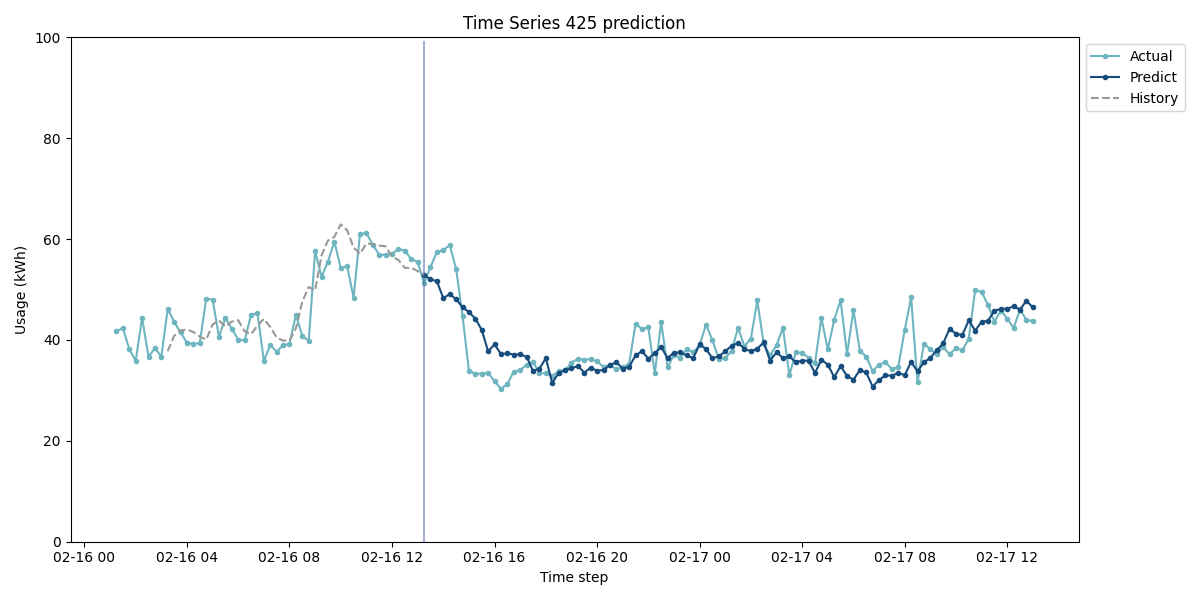 Time Series 425 prediction
Usage (kWh)
100
80
60
40
20
0
02-16 00
02-16 04
02-16 08
02-16 12
02-16 16
02-16 20
02-17 00
02-17 04
02-17 08
02-17 12
Time step
Actual
Predict
History